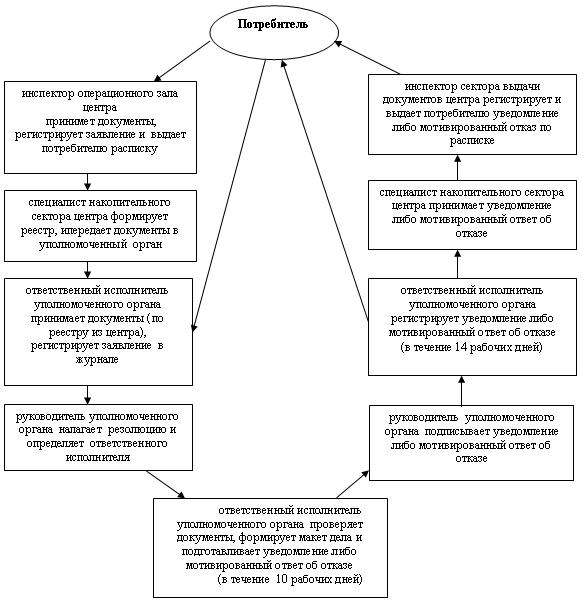 Потребитель
инспектор операционного зала
центра
принимет документы,
регистрирует заявление и выдает
потребителю расписку
специалист накопительного
сектора центра формирует
реестр, ипередает документы в
уполномоченный орган
ответственный исполнитель
уполномоченного органа
принимает документы (по
реестру из центра),
регистрирует заявление в
журнале
руководитель уполномоченного
органа налагает резолюцию и
определяет ответственного
исполнителя
ответственный исполнитель
уполномоченного органа проверяет
документы, формирует макет дела и
подготавливает уведомление либо
мотивированный ответ об отказе
(в течение 10 рабочих дней)
руководитель уполномоченного
органа подписывает уведомление
либо мотивированный ответ об
отказе
ответственный исполнитель
уполномоченного органа
регистрирует уведомление либо
мотивированный ответ об отказе
(в течение 14 рабочих дней)
специалист накопительного сектора
центра принимает уведомление
либо мотивированный ответ об
отказе
инспектор сектора выдачи
документов центра регистрирует и
выдает потребителю уведомление
либо мотивированный отказ по
расписке